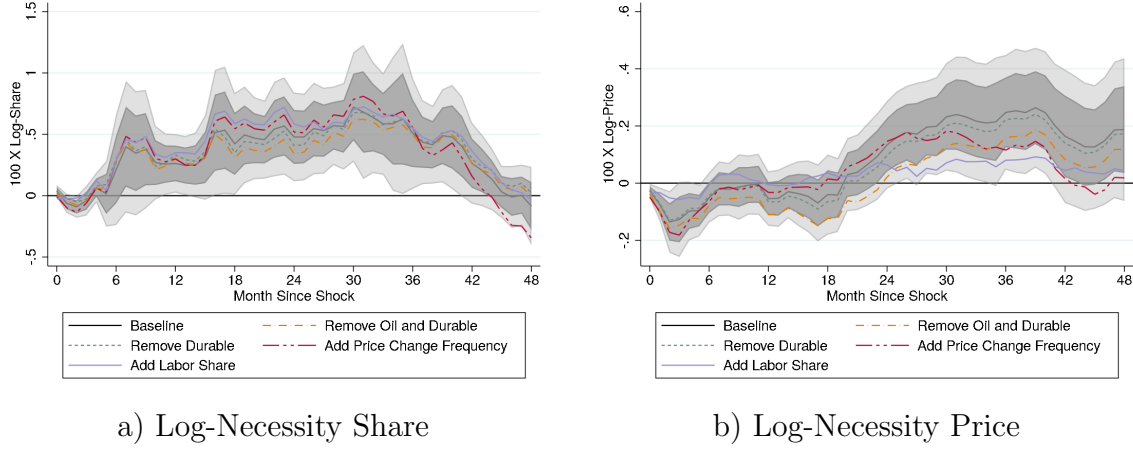 1.5
1
.5
0
-.5
100 X Log-Share
0 6 12 18 24 30 36 42 48
Month Since Shock
Baseline Remove Oil and Durable
Remove Durable Add Price Change Frequency
Add Labor Share
a) Log-Necessity Share
.6
.4
.2
0
-.2
100 X Log-Price
0 6 12 18 24 30 36 42 48
Month Since Shock
Baseline Remove Oil and Durable
Remove Durable Add Price Change Frequency
Add Labor Share
b) Log-Necessity Price